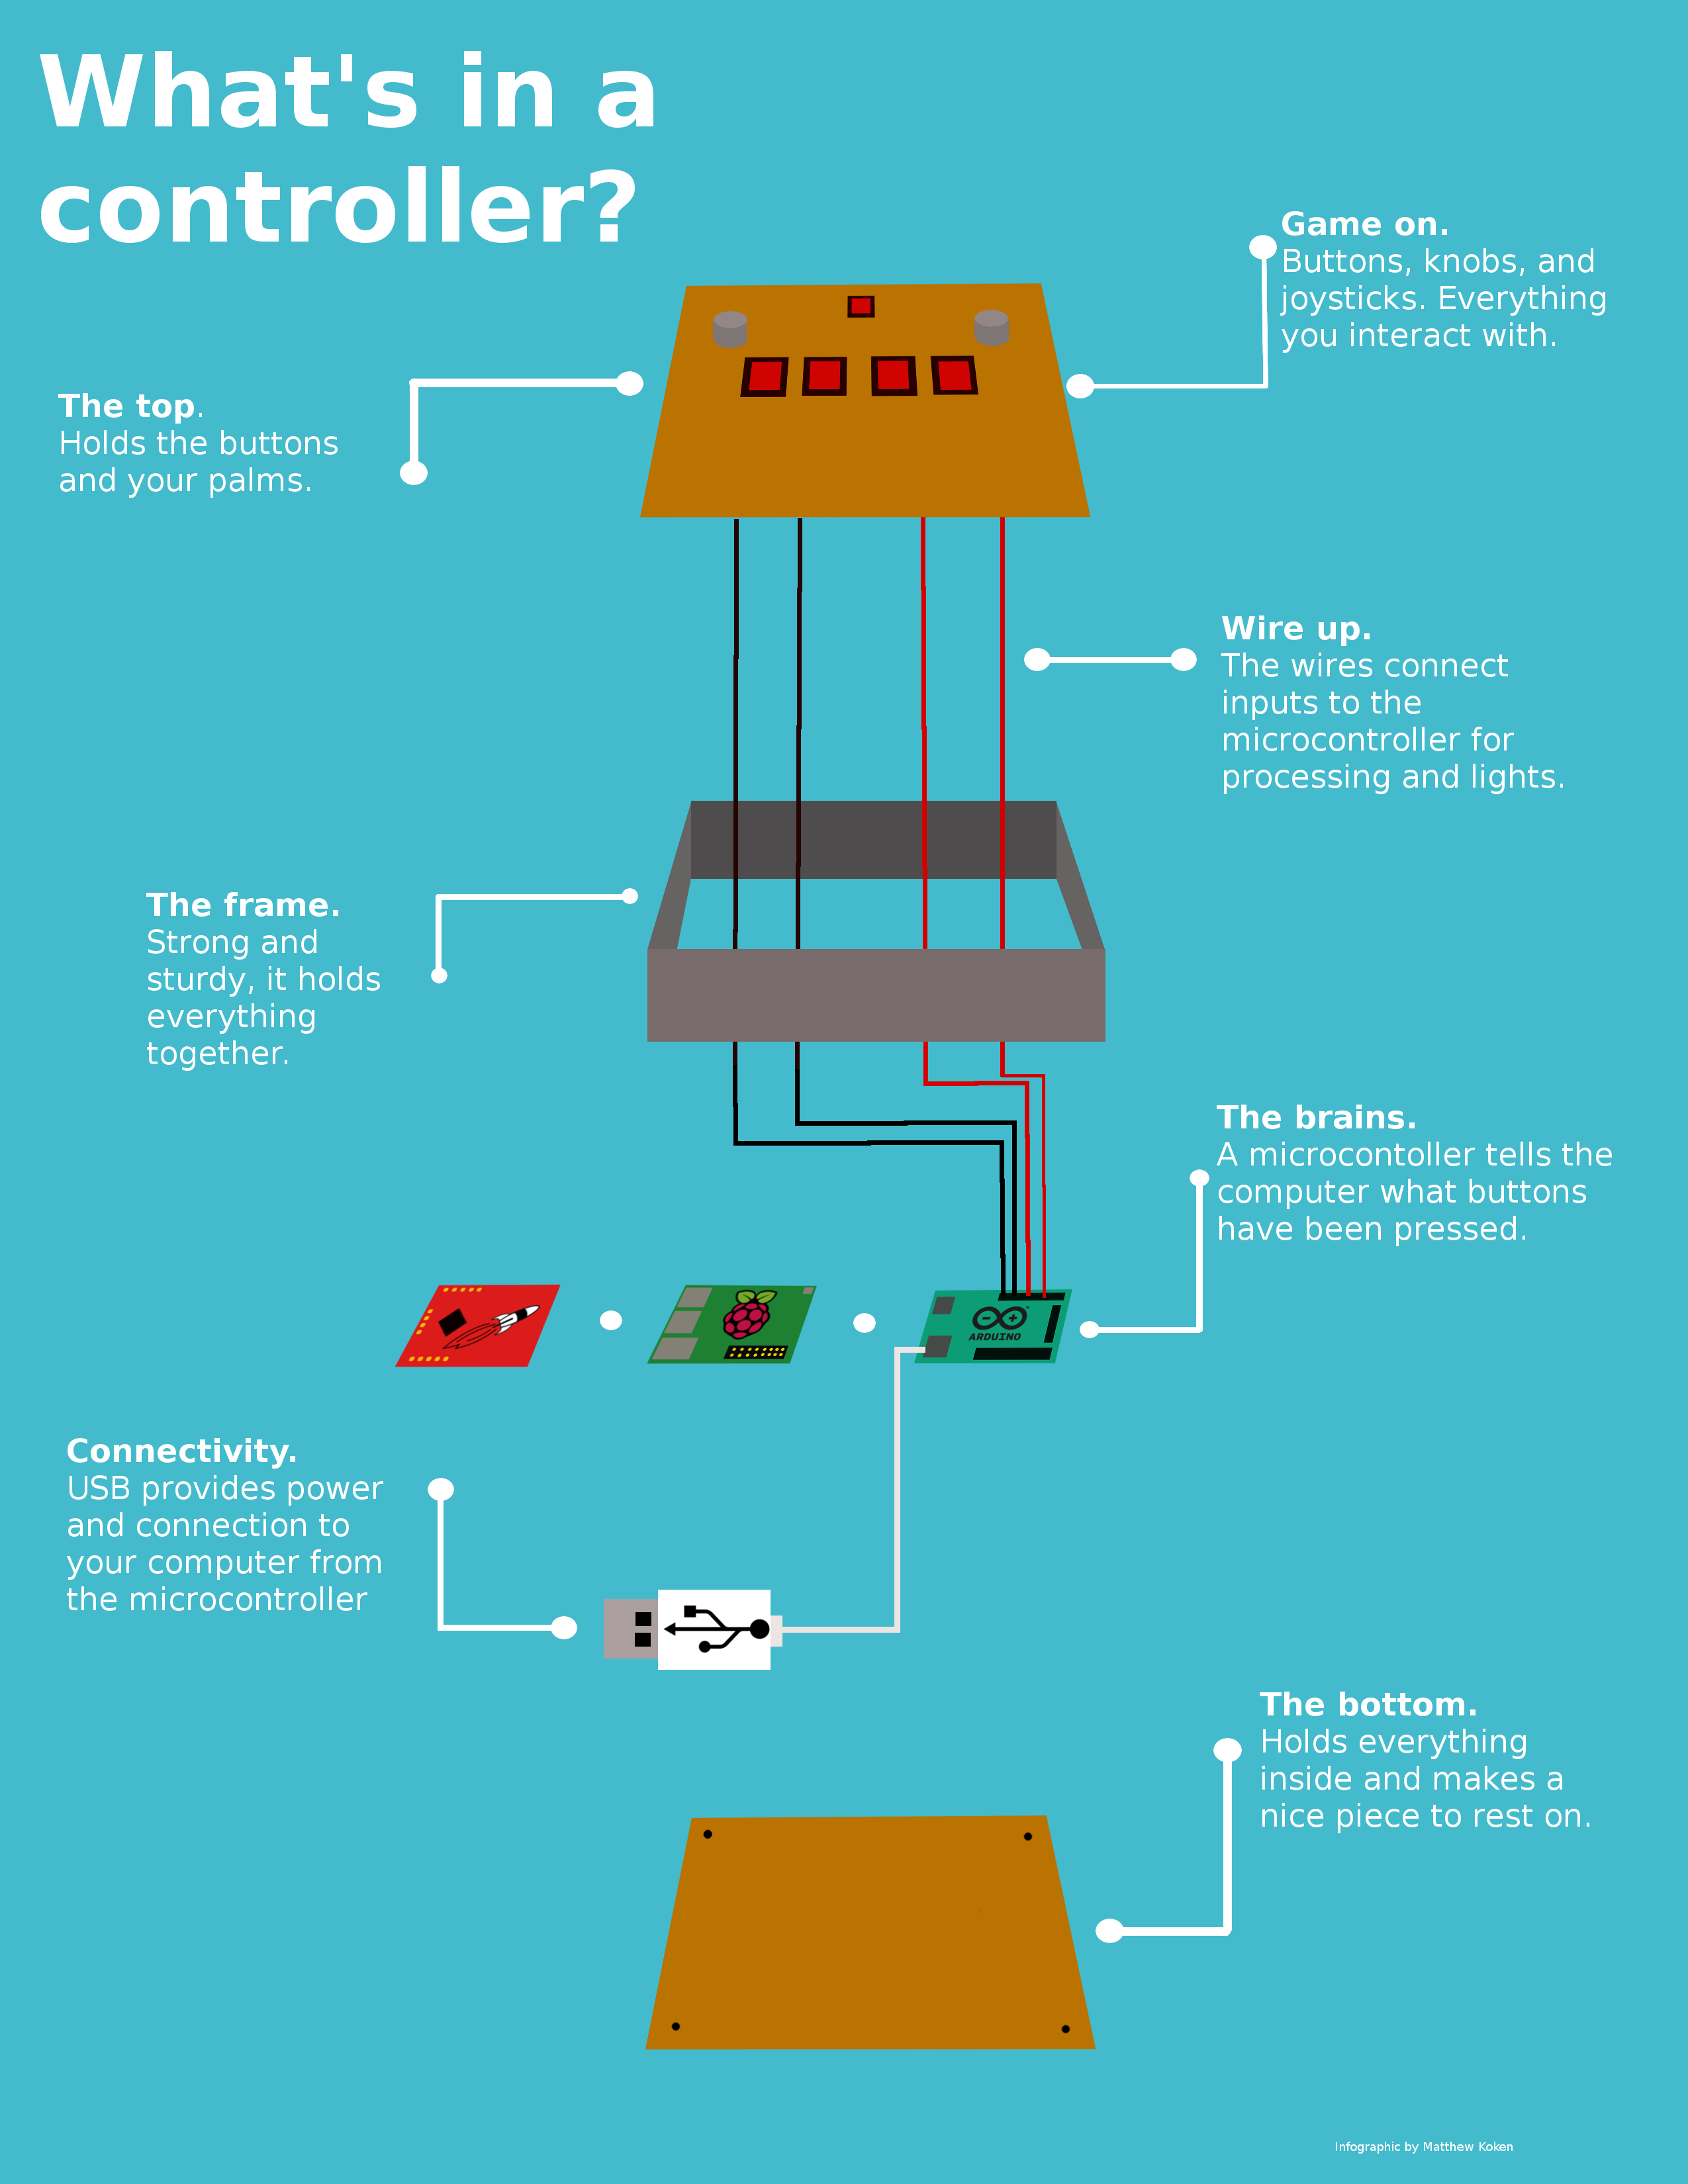 What's in a
controller?
Game on.
Buttons, knobs, and
joysticks. Everything
you interact with.
The top.
Holds the buttons
and your palms.
Wire up.
The wires connect
inputs to the
microcontroller for
processing and lights.
The frame.
Strong and
sturdy, it holds
everything
together.
The brains.
A microcontoller tells the
computer what buttons
have been pressed.
ARDUINO
Connectivity.
USB provides power
and connection to
your computer from
the microcontroller
The bottom.
Holds everything
inside and makes a
nice piece to rest on.
Infographic by Matthew Koken